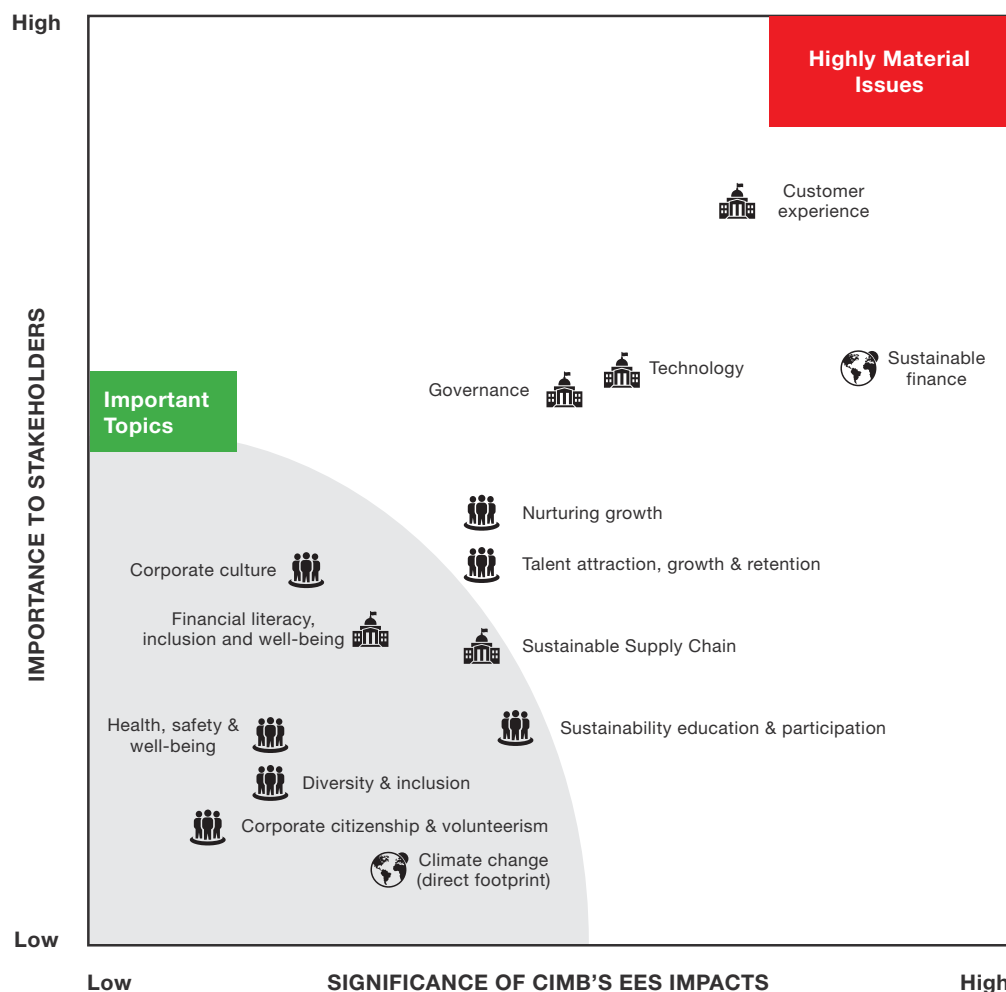 High
Highly Material
Issues
Customer
experience
Sustainable
finance
Technology
Governance
IMPORTANCE TO STAKEHOLDERS
Important
Topics
Nurturing growth
Talent attraction, growth & retention
Corporate culture
Financial literacy,
inclusion and well-being
Sustainable Supply Chain
Health, safety &
well-being
Sustainability education & participation
Diversity & inclusion
Corporate citizenship & volunteerism
Climate change
(direct footprint)
Low
Low
SIGNIFICANCE OF CIMB'S EES IMPACTS
High